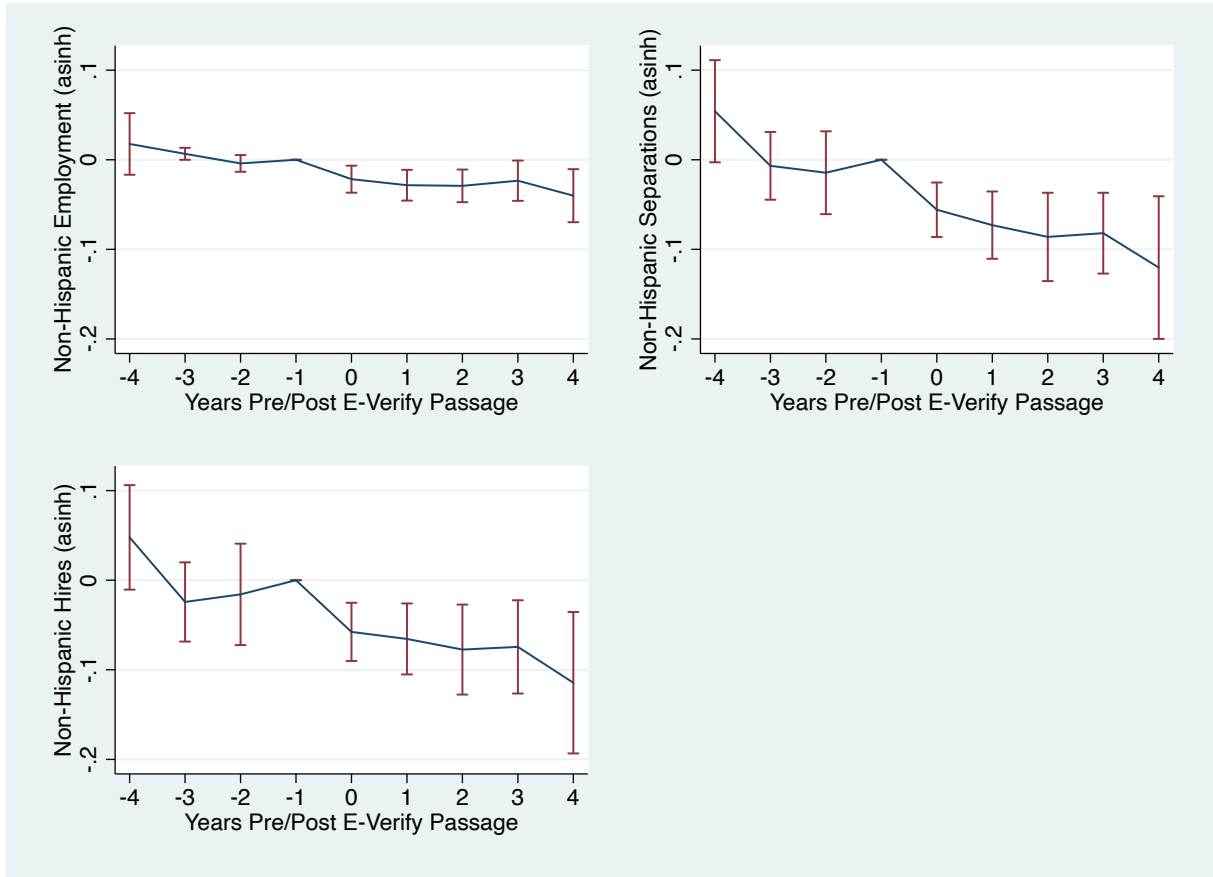 Non-Hispanic Employment (asinh)
.1
0
-.1
-.2
-4 -3 -2 -1 0 1 2 3 4
Years Pre/Post E-Verify Passage
Non-Hispanic Separations (asinh)
.1
0
-.1
-.2
-4 -3 -2 -1 0 1 2 3 4
Years Pre/Post E-Verify Passage
Non-Hispanic Hires (asinh)
.1
0
-.1
-.2
-4 -3 -2 -1 0 1 2 3 4
Years Pre/Post E-Verify Passage